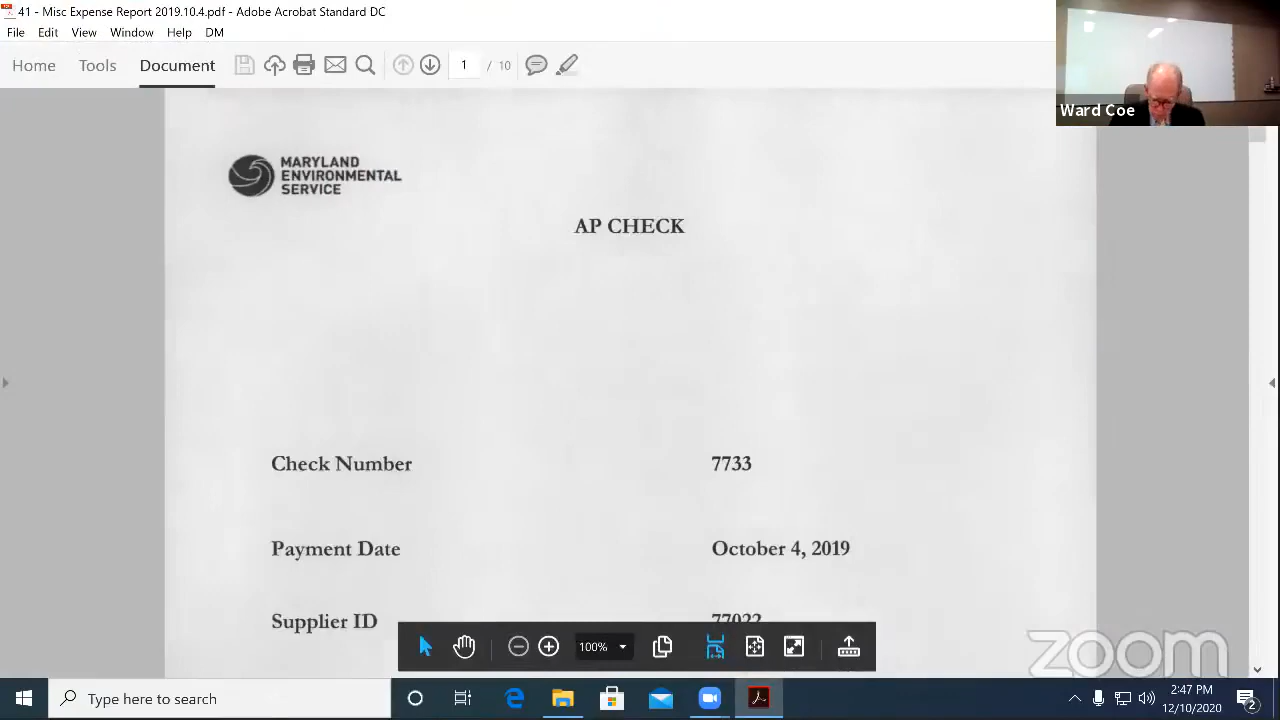 41 - Misc Expense Report 2019.10.4.pdf - Adobe Acrobat Standard DC
File Edit View Window Help DM
Home Tools Document 1 / 10
Ward Coe
MARYLAND
ENVIRONMENTAL
SERVICE
AP CHECK
Check Number 7733
Payment Date October 4, 2019
Supplier ID 77022
100%
zoom
Type here to search
2:47 PM
12/10/2020
2